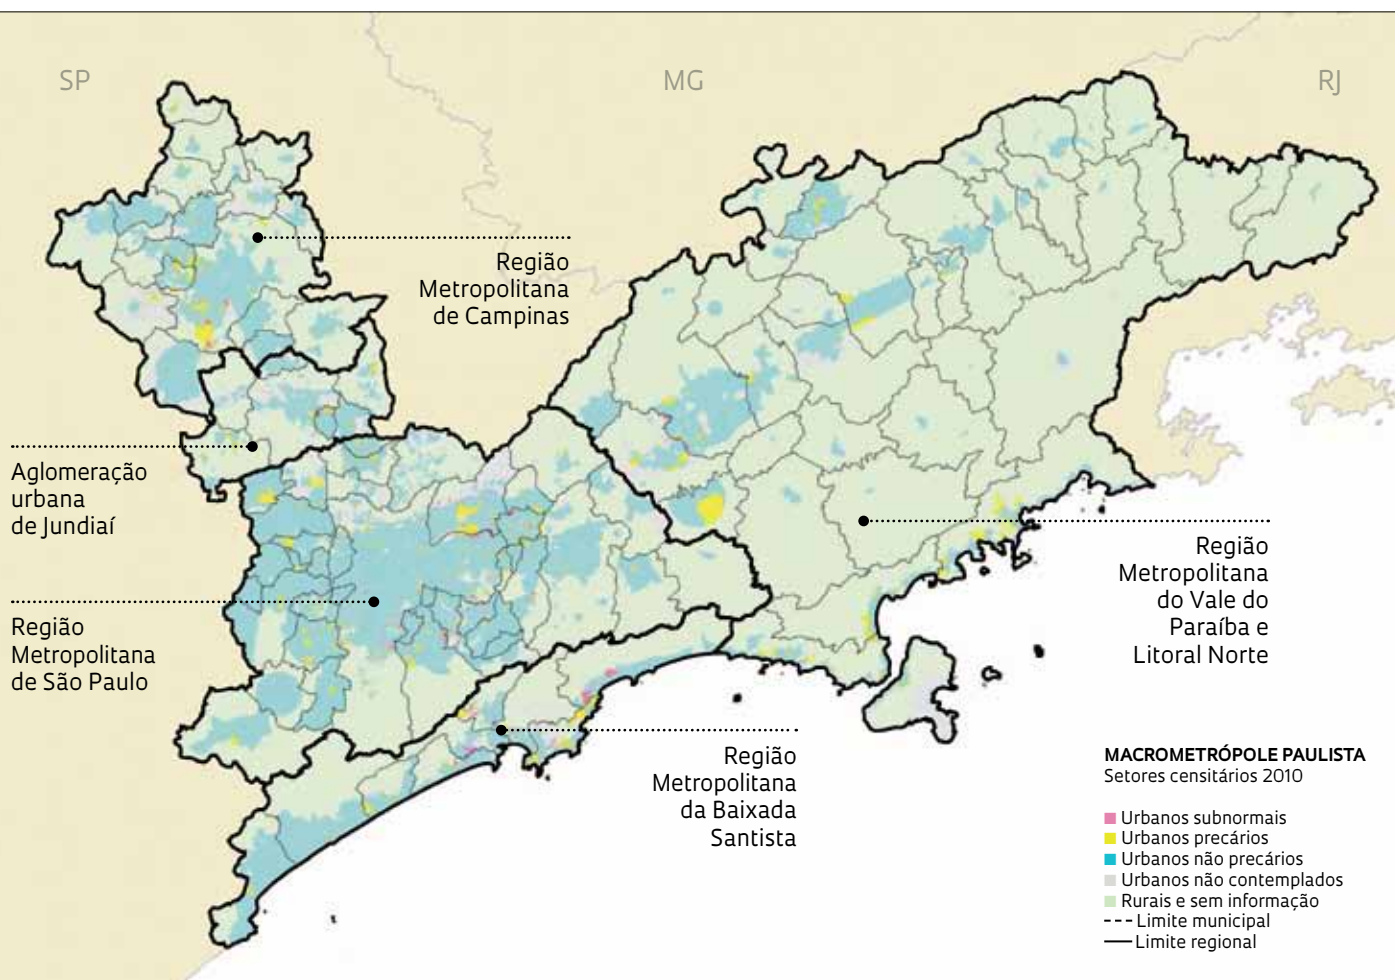 SP
MG
RJ
Região
Metropolitana
de Campinas
Aglomeração
urbana
de Jundiaí
Região
Metropolitana
do Vale do
Paraíba e
Litoral Norte
Região
Metropolitana
de São Paulo
Região
Metropolitana
da Baixada
Santista
MACROMETRÓPOLE PAULISTA
Setores censitários 2010
Urbanos subnormais
Urbanos precários
Urbanos não precários
Urbanos não contemplados
Rurais e sem informação
Limite municipal
Limite regional